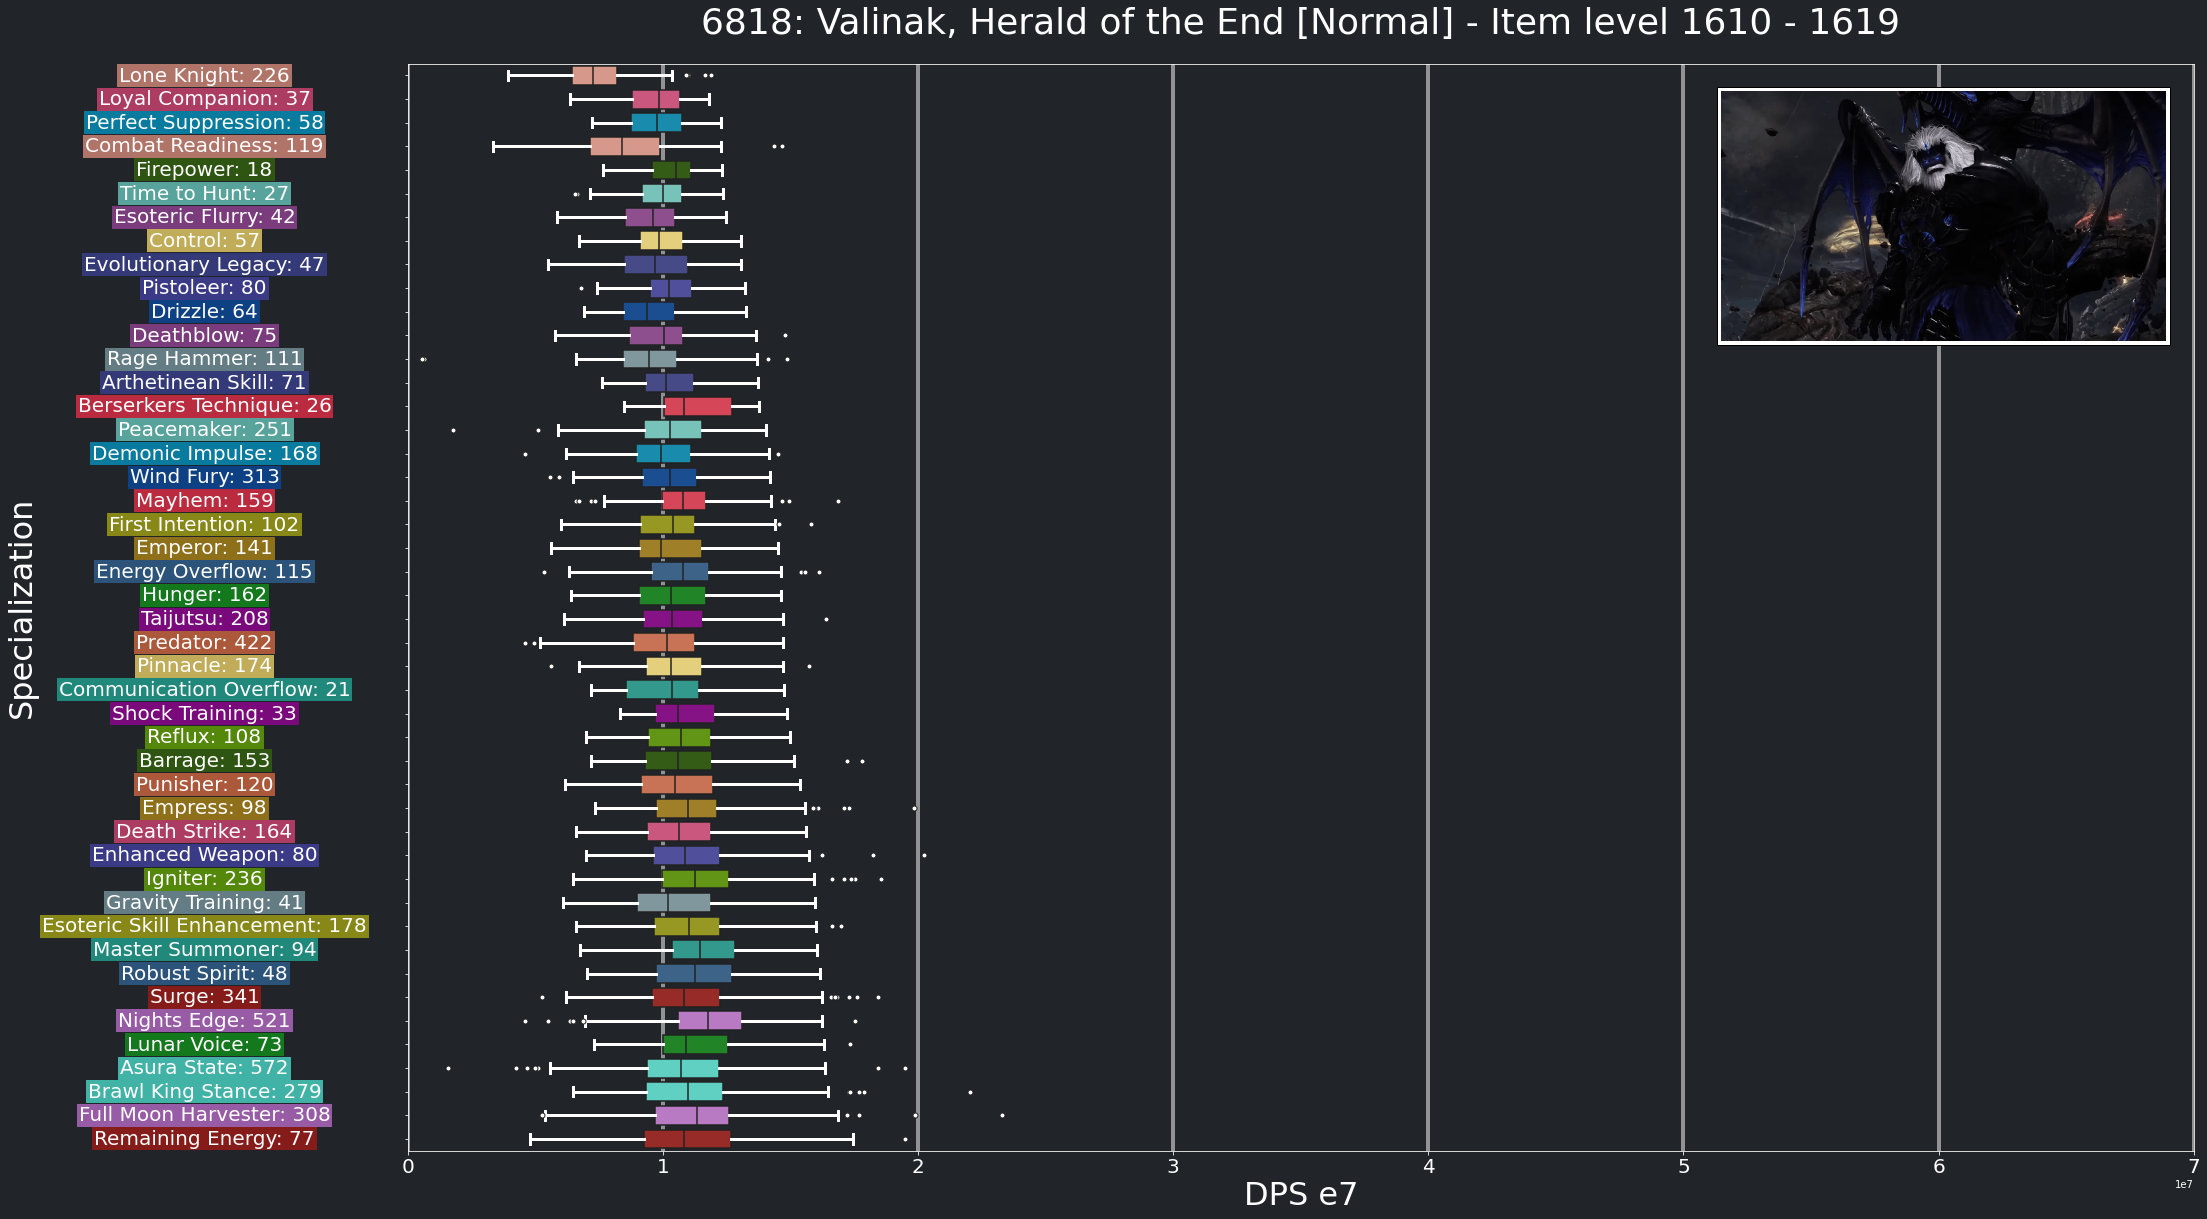 6818: Valinak, Herald of the End [Normal] - Item level 1610 - 1619
Lone Knight: 226
Loyal Companion: 37
Perfect Suppression: 58
Combat Readiness: 119
Firepower: 18
Time to Hunt: 27
Esoteric Flurry: 42
Control: 57
Evolutionary Legacy: 47
Pistoleer: 80
Drizzle: 64
Deathblow: 75
Rage Hammer: 111
Arthetinean Skill: 71
Berserkers Technique: 26
Peacemaker: 251
Demonic Impulse: 168
Wind Fury: 313
Mayhem: 159
First Intention: 102
Emperor: 141
Energy Overflow: 115
Hunger: 162
Taijutsu: 208
Predator: 422
Pinnacle: 174
Communication Overflow: 21
Shock Training: 33
Reflux: 108
Barrage: 153
Punisher: 120
Empress: 98
Death Strike: 164
Enhanced Weapon: 80
Igniter: 236
Gravity Training: 41
Esoteric Skill Enhancement: 178
Master Summoner: 94
Robust Spirit: 48
Surge: 341
Nights Edge: 521
Lunar Voice: 73
Asura State: 572
Brawl King Stance: 279
Full Moon Harvester: 308
Remaining Energy: 77
Specialization
0 1 2 3 4 5 6 7
1e7
DPS e7